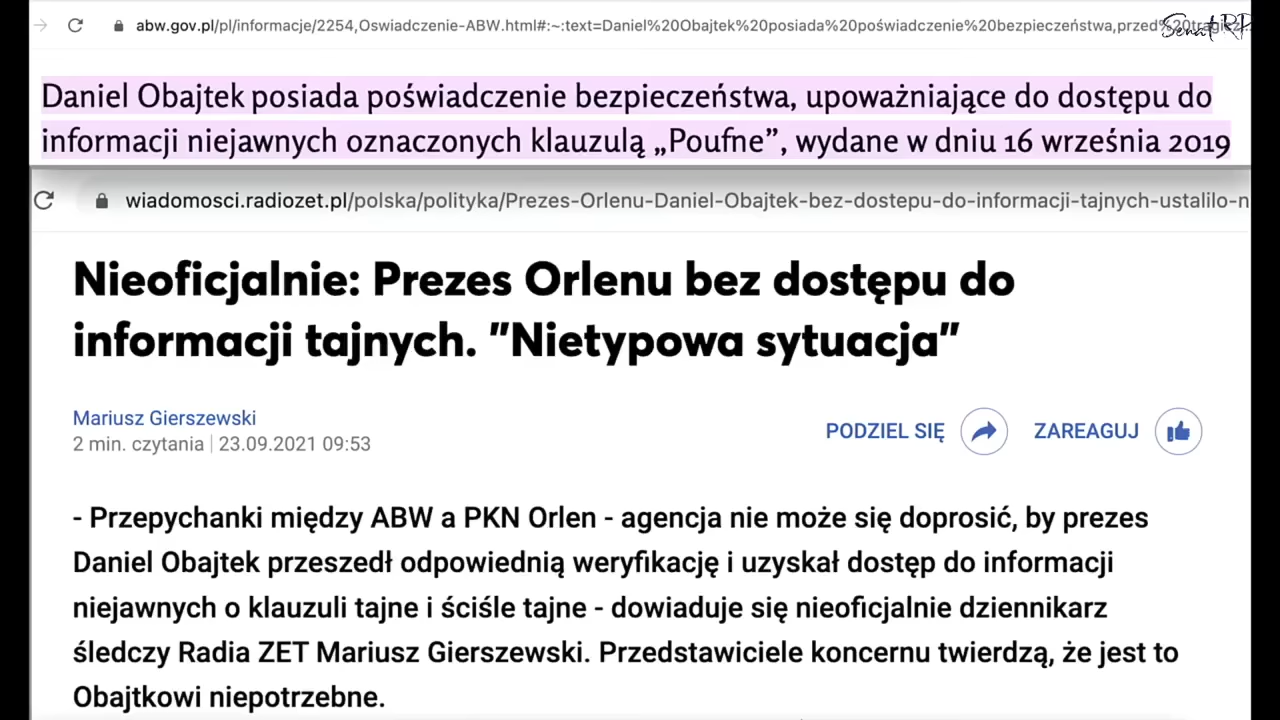 abw.gov.pl/pl/informacje/2254,Oswiadczenie-ABW.html#:~:text=Daniel%20Obajtek%20posiada%20poświadczenie%20bezpieczeństwa,przed%20tragicz...
Senat RP
Daniel Obajtek posiada poświadczenie bezpieczeństwa, upoważniające do dostępu do
informacji niejawnych oznaczonych klauzulą „Poufne”, wydane w dniu 16 września 2019
wiadomosci.radiozet.pl/polska/polityka/Prezes-Orlenu-Daniel-Obajtek-bez-dostepu-do-informacji-tajnych-ustalilo-n
Nieoficjalnie: Prezes Orlenu bez dostępu do
informacji tajnych. "Nietypowa sytuacja"
Mariusz Gierszewski
2 min. czytania | 23.09.2021 09:53
PODZIEL SIĘ
ZAREAGUJ
- Przepychanki między ABW a PKN Orlen - agencja nie może się doprosić, by prezes
Daniel Obajtek przeszedł odpowiednią weryfikację i uzyskał dostęp do informacji
niejawnych o klauzuli tajne i ściśle tajne - dowiaduje się nieoficjalnie dziennikarz
śledczy Radia ZET Mariusz Gierszewski. Przedstawiciele koncernu twierdzą, że jest to
Obajtkowi niepotrzebne.